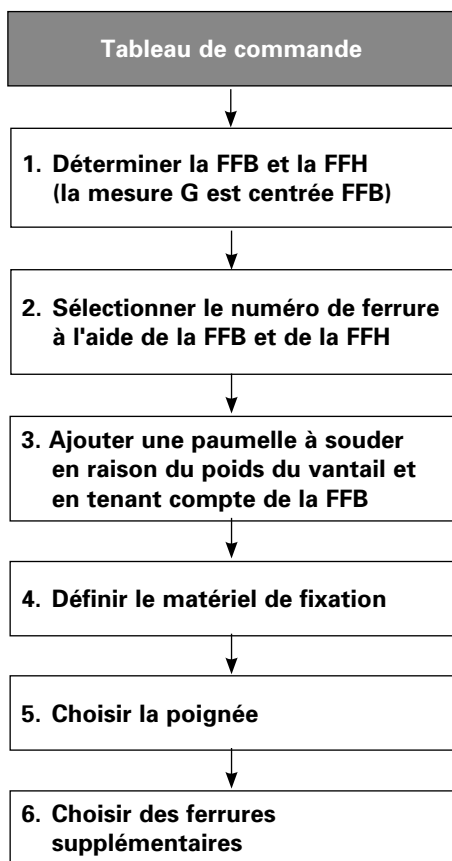 Tableau de commande
1. Déterminer la FFB et la FFH
(la mesure G est centrée FFB)
2. Sélectionner le numéro de ferrure
à l'aide de la FFB et de la FFH
3. Ajouter une paumelle à souder
en raison du poids du vantail et
en tenant compte de la FFB
4. Définir le matériel de fixation
5. Choisir la poignée
6. Choisir des ferrures
supplémentaires